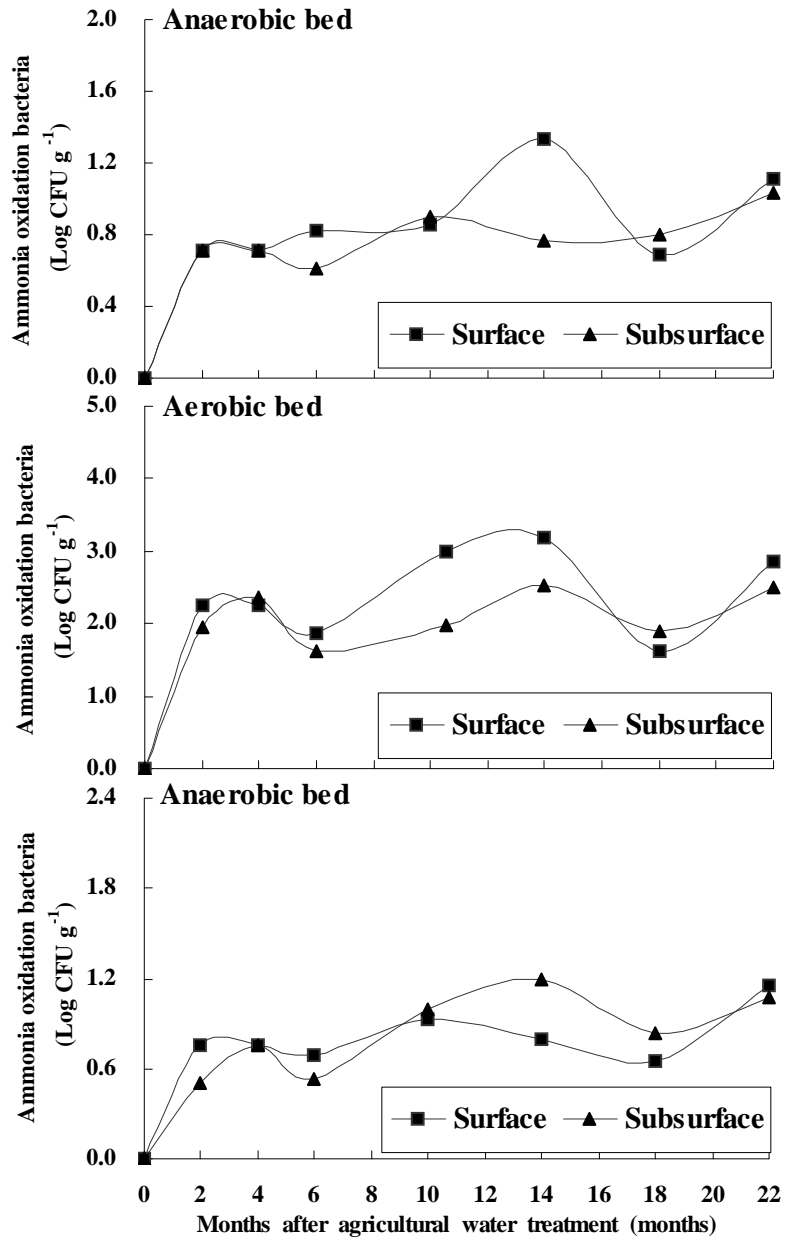 Anaerobic bed
Ammonia oxidation bacteria
(Log CFU g-1)
2.0
1.6
1.2
0.8
0.4
0.0
Surface Subsurface
Aerobic bed
Ammonia oxidation bacteria
(Log CFU g-1)
5.0
4.0
3.0
2.0
1.0
0.0
Surface Subsurface
Anaerobic bed
Ammonia oxidation bacteria
(Log CFU g-1)
2.4
1.8
1.2
0.6
0.0
Surface Subsurface
0 2 4 6 8 10 12 14 16 18 20 22
Months after agricultural water treatment (months)